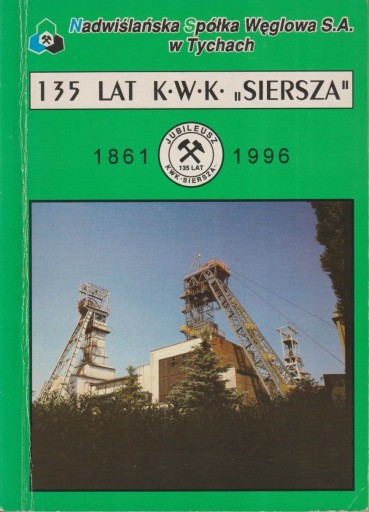 Nadwiślańska Spółka Węglowa S.A.
w Tychach
135 LAT K·W·K· „SIERSZA"
1861
JUBILEUSZ
135 LAT
KWK·SIERSZA·
1996